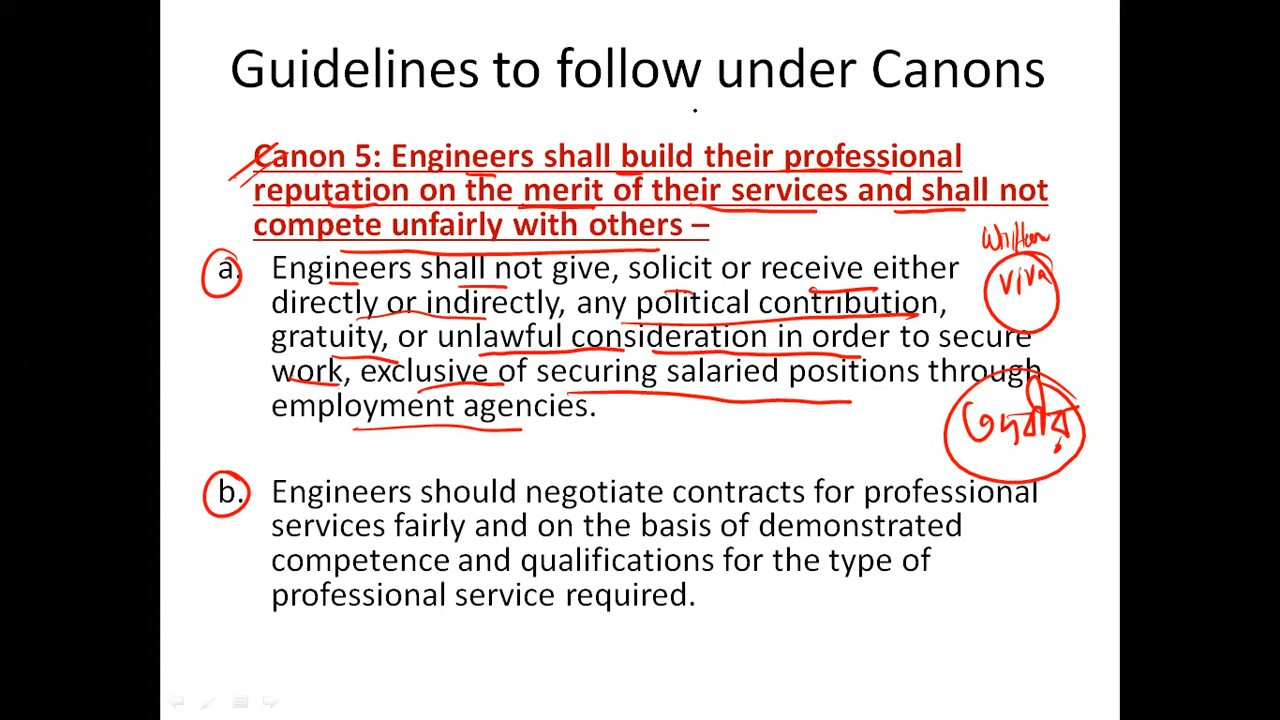 Guidelines to follow under Canons
Canon 5: Engineers shall build their professional
reputation on the merit of their services and shall not
compete unfairly with others –
Written
viva
a. Engineers shall not give, solicit or receive either
directly or indirectly, any political contribution,
gratuity, or unlawful consideration in order to secure
work, exclusive of securing salaried positions through
employment agencies.
তদবীর
b. Engineers should negotiate contracts for professional
services fairly and on the basis of demonstrated
competence and qualifications for the type of
professional service required.